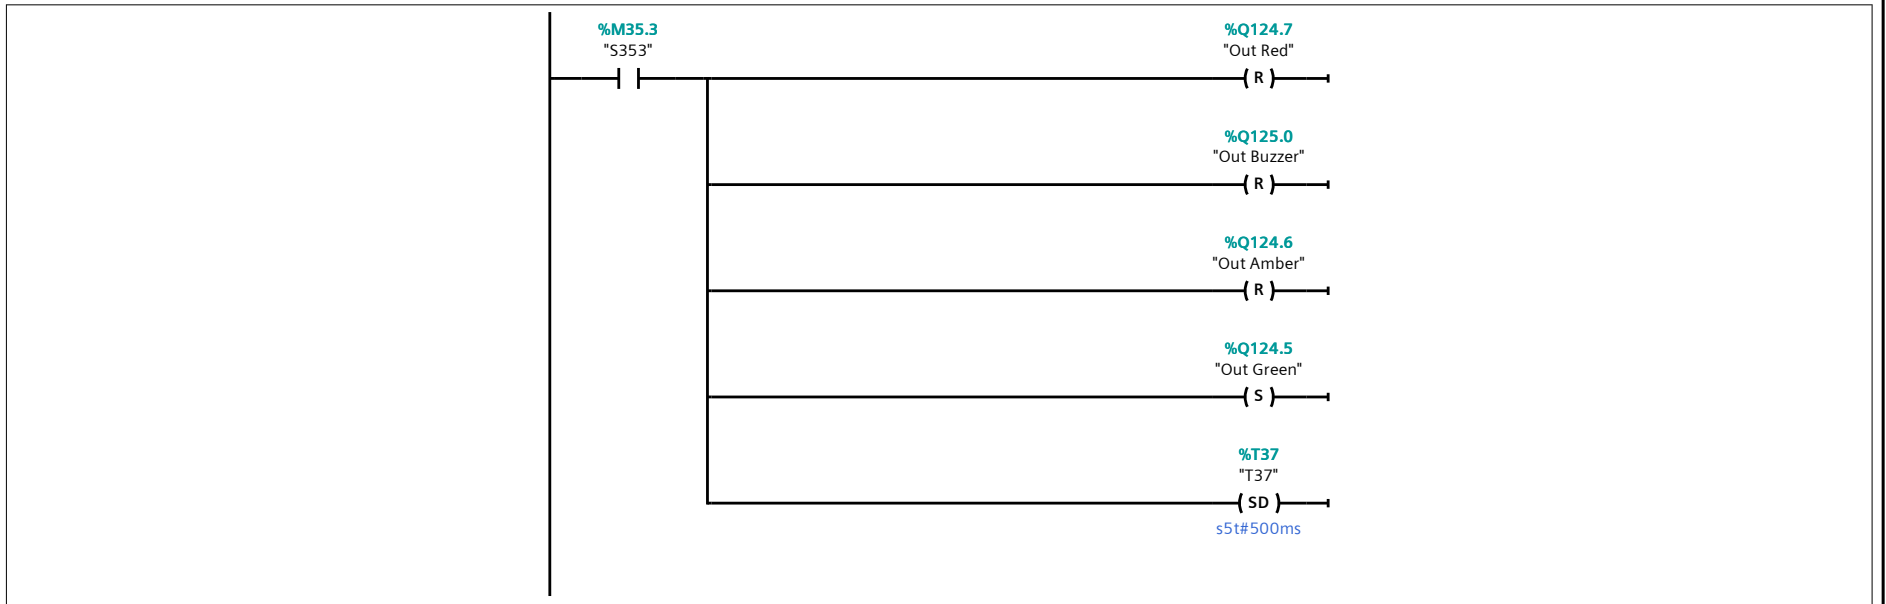 %M35.3
"S353"
%Q124.7
"Out Red"
R
%Q125.0
"Out Buzzer"
R
%Q124.6
"Out Amber"
R
%Q124.5
"Out Green"
S
%T37
"T37"
SD
s5t#500ms